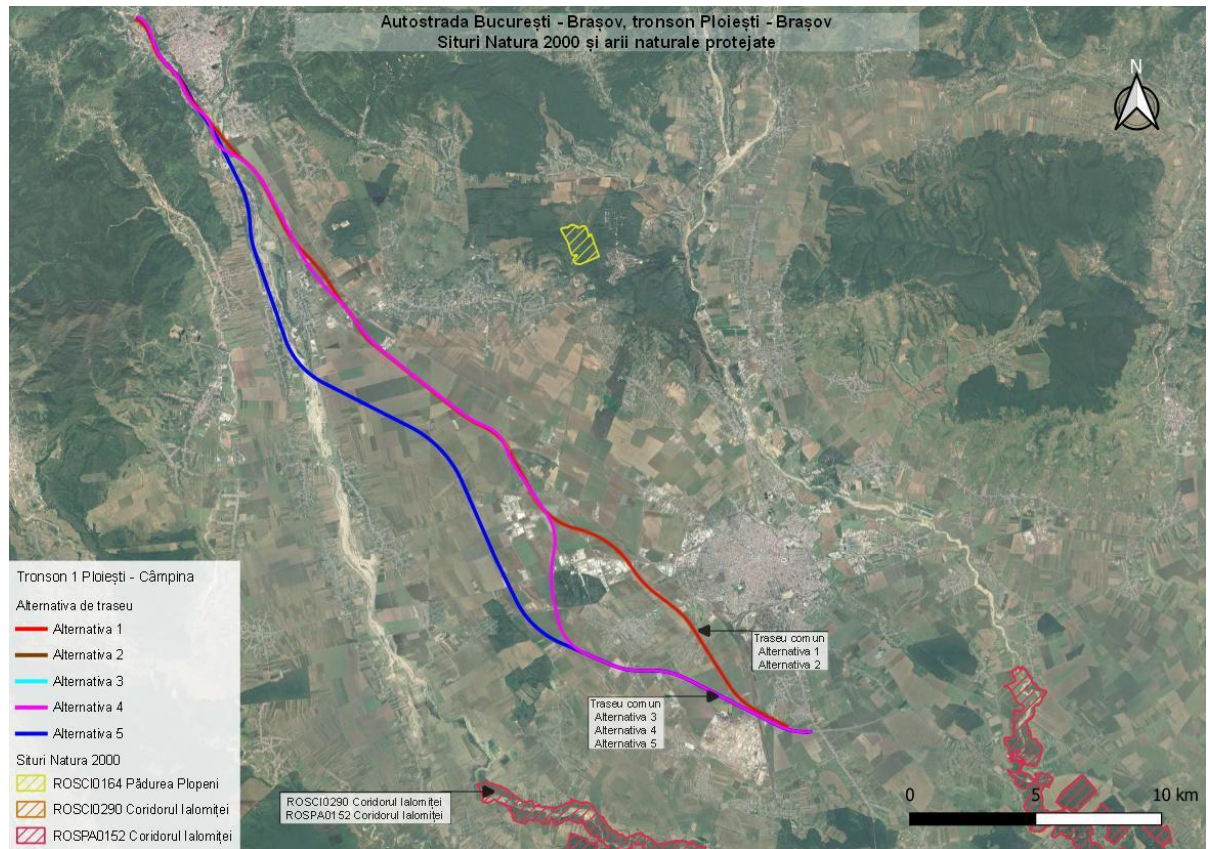 Autostrada București - Brașov, tronson Ploiești - Brașov
Situri Natura 2000 și arii naturale protejate
N
Traseu comun
Alternativa 1
Alternativa 2
Traseu comun
Alternativa 3
Alternativa 4
Alternativa 5
ROSCI0290 Coridorul Ialomiței
ROSPA0152 Coridorul Ialomiței
Tronson 1 Ploiești - Câmpina
Alternativa de traseu
Alternativa 1
Alternativa 2
Alternativa 3
Alternativa 4
Alternativa 5
Situri Natura 2000
ROSCI0164 Pădurea Plopeni
ROSCI0290 Coridorul Ialomiței
ROSPA0152 Coridorul Ialomiței
0 5 10 km